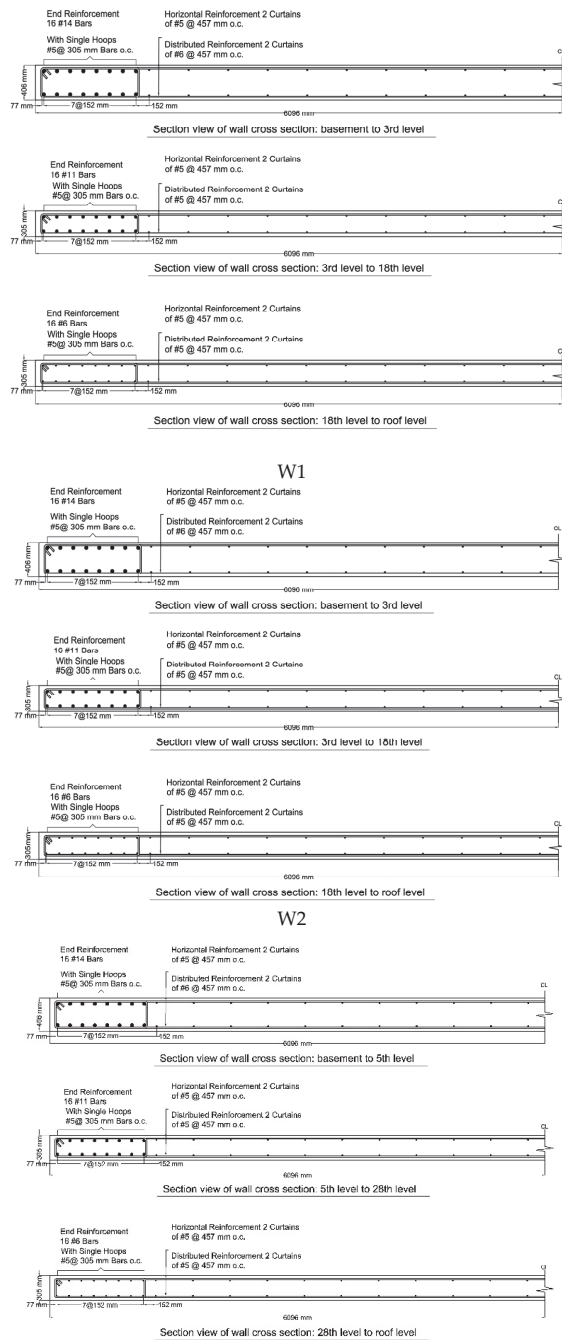 End Reinforcement
16 #14 Bars
With Single Hoops
#5@ 305 mm Bars o.c.
Horizontal Reinforcement 2 Curtains
of #5 @ 457 mm o.c.
Distributed Reinforcement 2 Curtains
of #6 @ 457 mm o.c.
406 mm
77 mm
7@152 mm
152 mm
6096 mm
Section view of wall cross section: basement to 3rd level
End Reinforcement
16 #11 Bars
With Single Hoops
#5@ 305 mm Bars o.c.
Horizontal Reinforcement 2 Curtains
of #5 @ 457 mm o.c.
Distributed Reinforcement 2 Curtains
of #5 @ 457 mm o.c.
305 mm
77 mm
7@152 mm
152 mm
6096 mm
Section view of wall cross section: 3rd level to 18th level
End Reinforcement
16 #6 Bars
With Single Hoops
#5@ 305 mm Bars o.c.
Horizontal Reinforcement 2 Curtains
of #5 @ 457 mm o.c.
Distributed Reinforcement 2 Curtains
of #5 @ 457 mm o.c.
305 mm
77 mm
7@152 mm
152 mm
6096 mm
Section view of wall cross section: 18th level to roof level
W1
End Reinforcement
16 #14 Bars
With Single Hoops
#5@ 305 mm Bars o.c.
Horizontal Reinforcement 2 Curtains
of #5 @ 457 mm o.c.
Distributed Reinforcement 2 Curtains
of #6 @ 457 mm o.c.
CL
406 mm
77 mm
7@152 mm
152 mm
6096 mm
Section view of wall cross section: basement to 3rd level
End Reinforcement
16 #11 Bars
With Single Hoops
#5@ 305 mm Bars o.c.
Horizontal Reinforcement 2 Curtains
of #5 @ 457 mm o.c.
Distributed Reinforcement 2 Curtains
of #5 @ 457 mm o.c.
CL
305 mm
77 mm
7@152 mm
152 mm
6096 mm
Section view of wall cross section: 3rd level to 18th level
End Reinforcement
16 #6 Bars
With Single Hoops
#5@ 305 mm Bars o.c.
Horizontal Reinforcement 2 Curtains
of #5 @ 457 mm o.c.
Distributed Reinforcement 2 Curtains
of #5 @ 457 mm o.c.
CL
305mm
77 mm
7@152 mm
152 mm
6096 mm
Section view of wall cross section: 18th level to roof level
W2
End Reinforcement
16 #14 Bars
With Single Hoops
#5@ 305 mm Bars o.c.
Horizontal Reinforcement 2 Curtains
of #5 @ 457 mm o.c.
Distributed Reinforcement 2 Curtains
of #6 @ 457 mm o.c.
CL
406 mm
77 mm
7@152 mm
152 mm
6096 mm
Section view of wall cross section: basement to 5th level
End Reinforcement
16 #11 Bars
With Single Hoops
#5@ 305 mm Bars o.c.
Horizontal Reinforcement 2 Curtains
of #5 @ 457 mm o.c.
Distributed Reinforcement 2 Curtains
of #5 @ 457 mm o.c.
CL
305 mm
77 mm
7@152 mm
152 mm
6096 mm
Section view of wall cross section: 5th level to 28th level
End Reinforcement
16 #6 Bars
With Single Hoops
#5@ 305 mm Bars o.c.
Horizontal Reinforcement 2 Curtains
of #5 @ 457 mm o.c.
Distributed Reinforcement 2 Curtains
of #5 @ 457 mm o.c.
305 mm
77 mm
7@152 mm
152 mm
6096 mm
Section view of wall cross section: 28th level to roof level